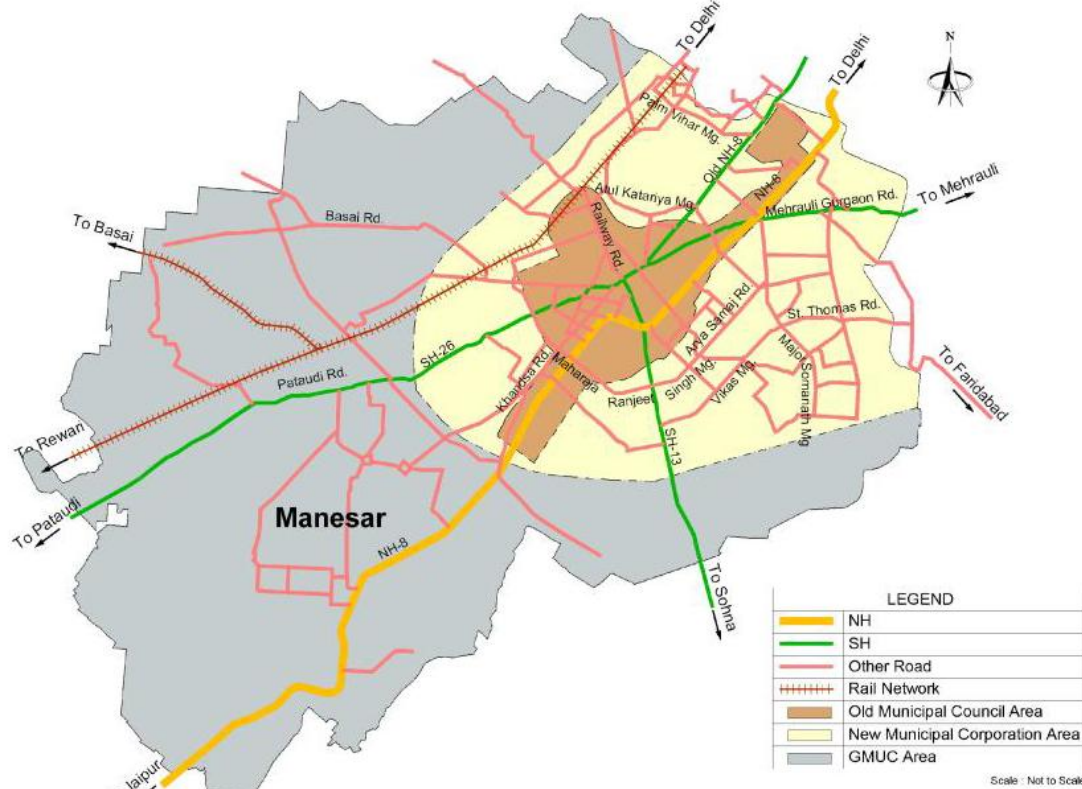 To Delhi
To Delhi
N
Palm Vihar Mg.
Old NH-8
NH-8
Atul Katariya Mg.
Mehrauli Gurgaon Rd.
To Mehrauli
Basai Rd.
To Basai
Railway Rd.
St. Thomas Rd.
Arya Samaj Rd
SH-26
Pataudi Rd.
Khandsa Rd
Maharaja
Ranjeet
Singh Mg.
Vikas Mg.
Major Somanath Mg
To Faridabad
To Rewari
SH-13
To Pataudi
Manesar
NH-8
To Sohna
Jaipur
LEGEND
NH
SH
Other Road
Rail Network
Old Municipal Council Area
New Municipal Corporation Area
GMUC Area
Scale : Not to Scale